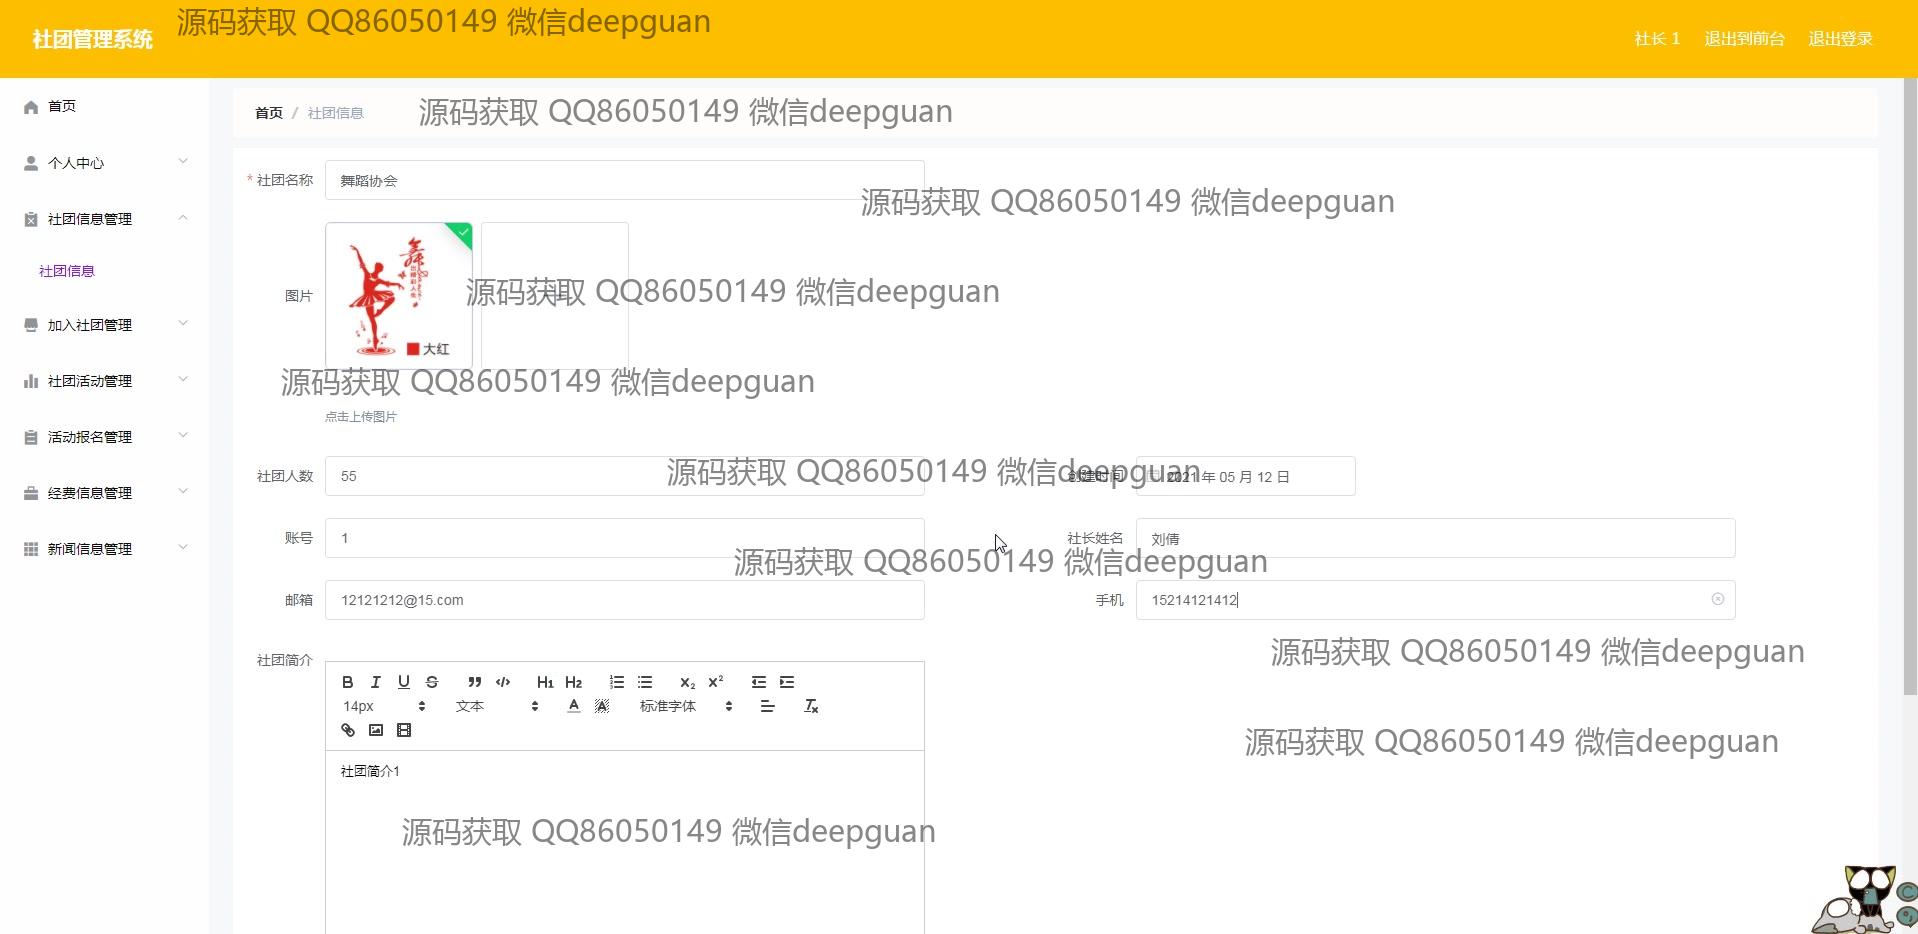 社团管理系统
源码获取 QQ86050149 微信deepguan
社长 1 退出到前台 退出登录
首页
个人中心
社团信息管理
社团信息
加入社团管理
社团活动管理
活动报名管理
经费信息管理
新闻信息管理
首页 / 社团信息
源码获取 QQ86050149 微信deepguan
* 社团名称 舞蹈协会
源码获取 QQ86050149 微信deepguan
图片
舞
出精彩人生
大红
源码获取 QQ86050149 微信deepguan
源码获取 QQ86050149 微信deepguan
点击上传图片
社团人数 55
源码获取 QQ86050149 微信deepguan
创建时间 2021 年 05 月 12 日
账号 1
社长姓名 刘倩
源码获取 QQ86050149 微信deepguan
邮箱 12121212@15.com
手机 15214121412
源码获取 QQ86050149 微信deepguan
社团简介
B I U S H1 H2 X2 X2
14px 文本 A A 标准字体 Tx
源码获取 QQ86050149 微信deepguan
社团简介1
源码获取 QQ86050149 微信deepguan